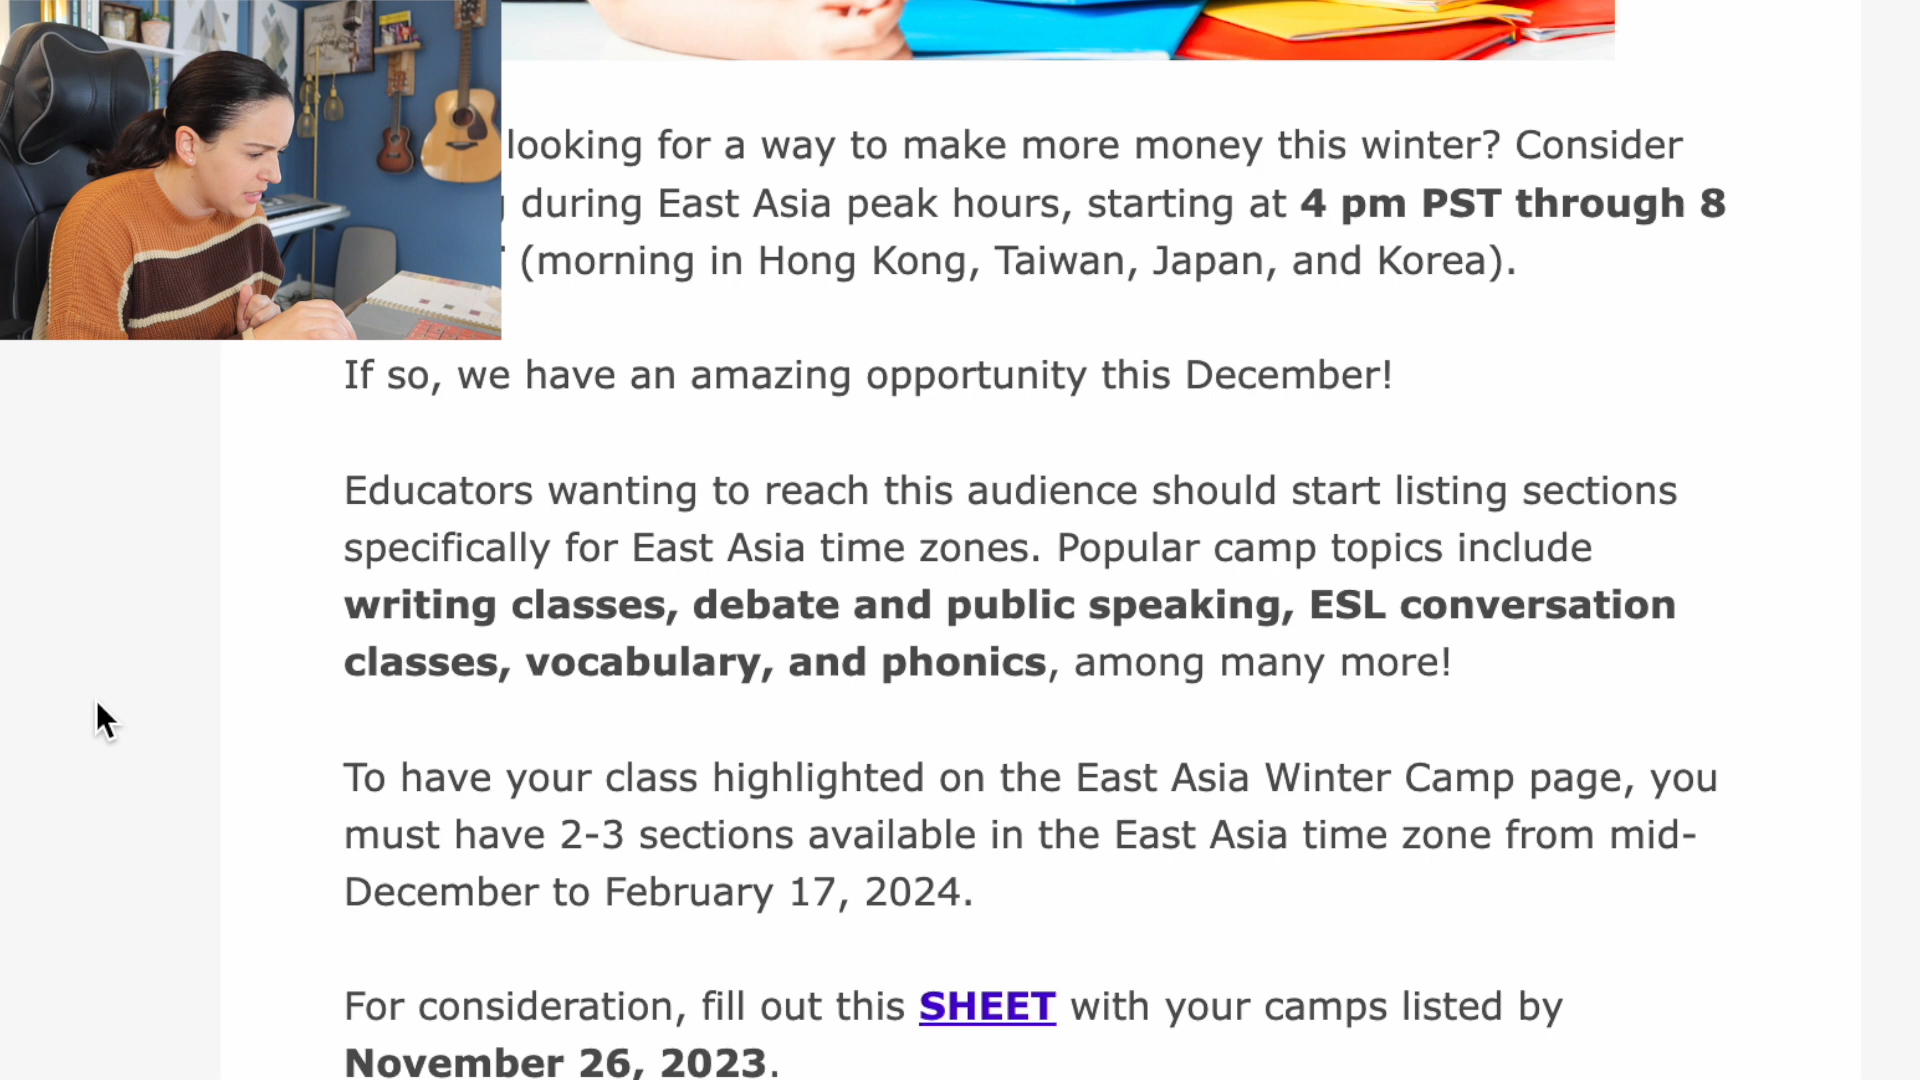 looking for a way to make more money this winter? Consider
during East Asia peak hours, starting at 4 pm PST through 8
(morning in Hong Kong, Taiwan, Japan, and Korea).
If so, we have an amazing opportunity this December!
Educators wanting to reach this audience should start listing sections
specifically for East Asia time zones. Popular camp topics include
writing classes, debate and public speaking, ESL conversation
classes, vocabulary, and phonics, among many more!
To have your class highlighted on the East Asia Winter Camp page, you
must have 2-3 sections available in the East Asia time zone from mid-
December to February 17, 2024.
For consideration, fill out this SHEET with your camps listed by
November 26, 2023.